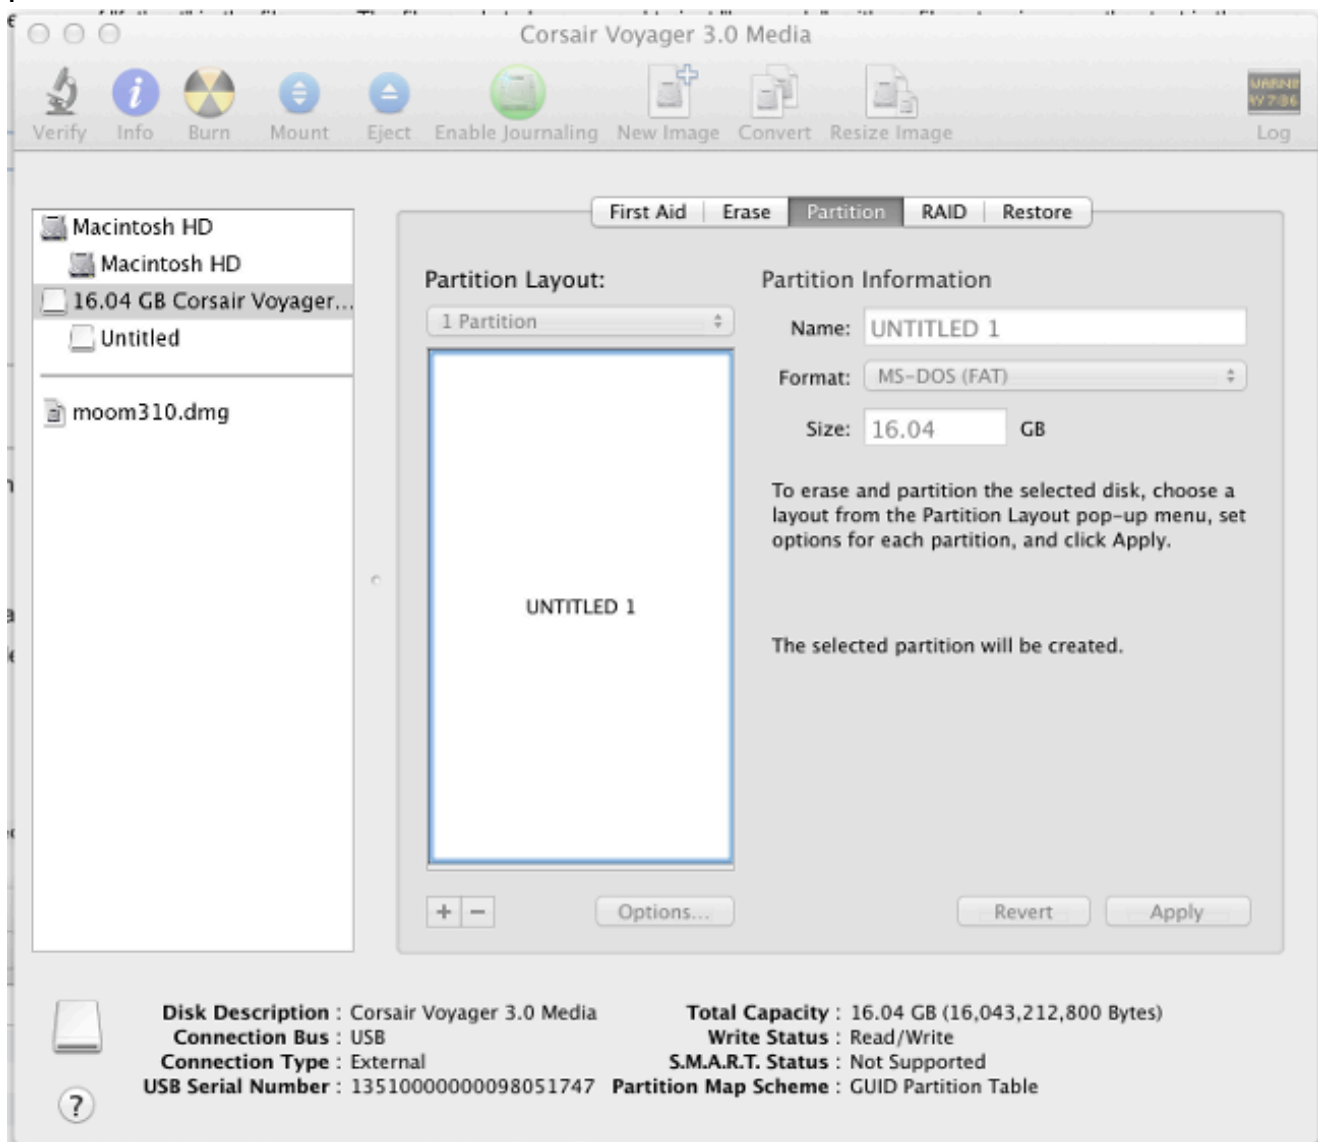 Corsair Voyager 3.0 Media
Verify Info Burn Mount Eject Enable Journaling New Image Convert Resize Image Log
First Aid Erase Partition RAID Restore
Macintosh HD
Macintosh HD
16.04 GB Corsair Voyager...
Untitled
moom310.dmg
Partition Layout:
1 Partition
UNTITLED 1
+ − Options...
Partition Information
Name: UNTITLED 1
Format: MS-DOS (FAT)
Size: 16.04 GB
To erase and partition the selected disk, choose a
layout from the Partition Layout pop-up menu, set
options for each partition, and click Apply.
The selected partition will be created.
Revert Apply
Disk Description : Corsair Voyager 3.0 Media
Connection Bus : USB
Connection Type : External
USB Serial Number : 13510000000098051747
Total Capacity : 16.04 GB (16,043,212,800 Bytes)
Write Status : Read/Write
S.M.A.R.T. Status : Not Supported
Partition Map Scheme : GUID Partition Table
?